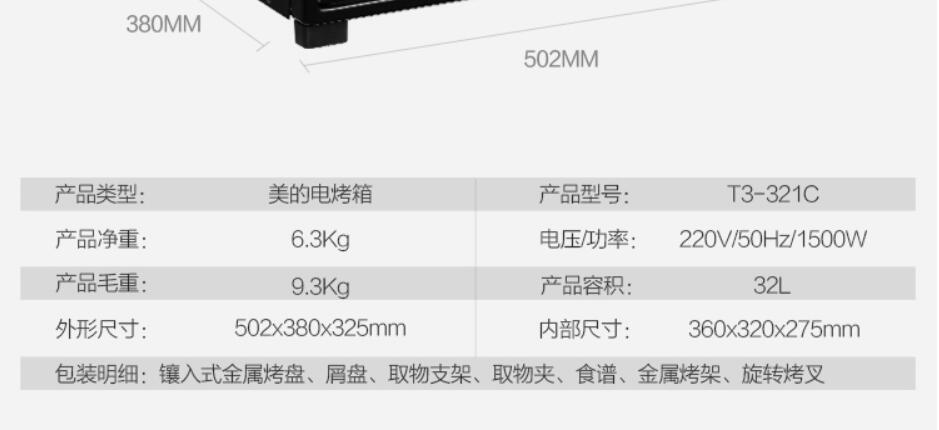 380MM
502MM
产品类型: 美的电烤箱 产品型号: T3-321C
产品净重: 6.3Kg 电压/功率: 220V/50Hz/1500W
产品毛重: 9.3Kg 产品容积: 32L
外形尺寸: 502x380x325mm 内部尺寸: 360x320x275mm
包装明细: 镶入式金属烤盘、屑盘、取物支架、取物夹、食谱、金属烤架、旋转烤叉